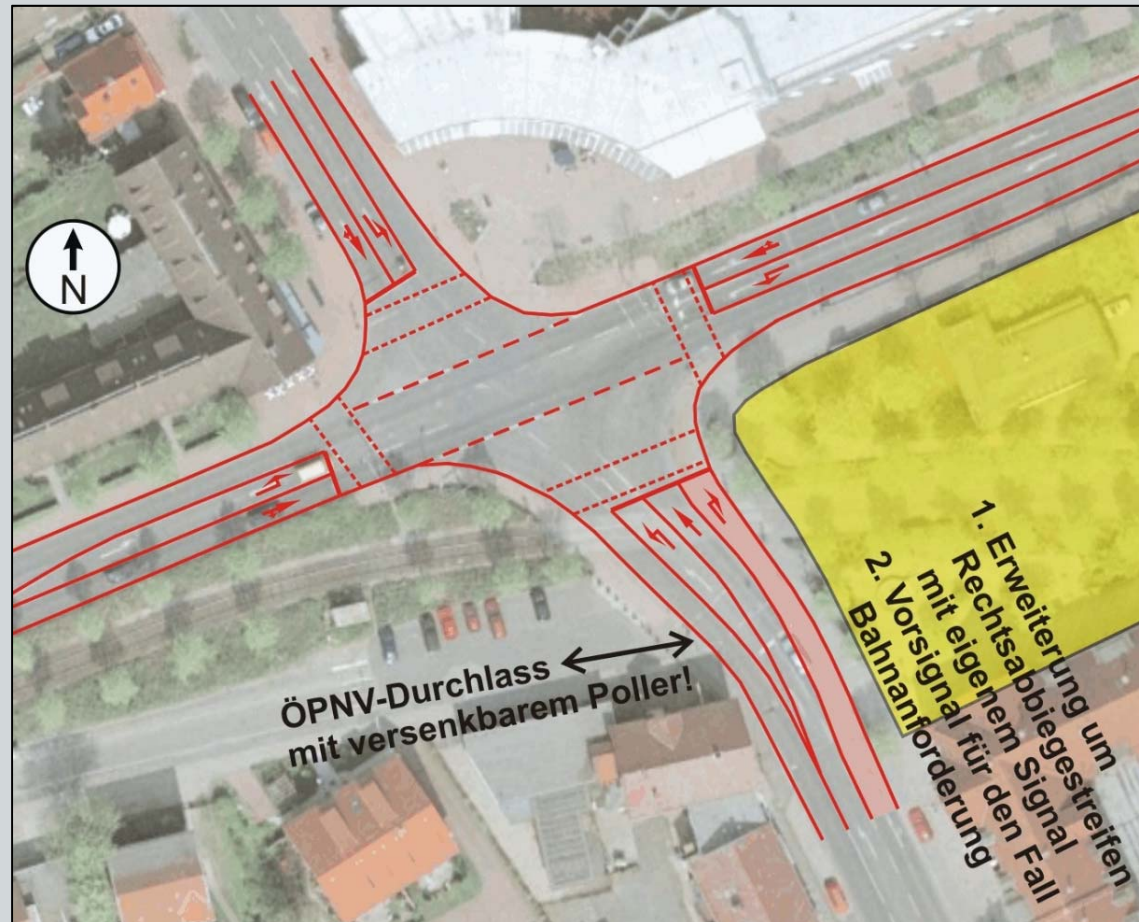 N
ÖPNV-Durchlass
mit versenkbarem Poller!
1. Erweiterung um
Rechtsabbiegestreifen
mit eigenem Signal
2. Vorsignal für den Fall
Bahnanforderung